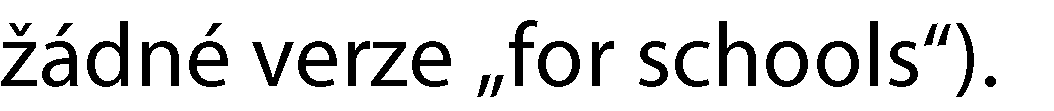 žádné verze „for schools“).